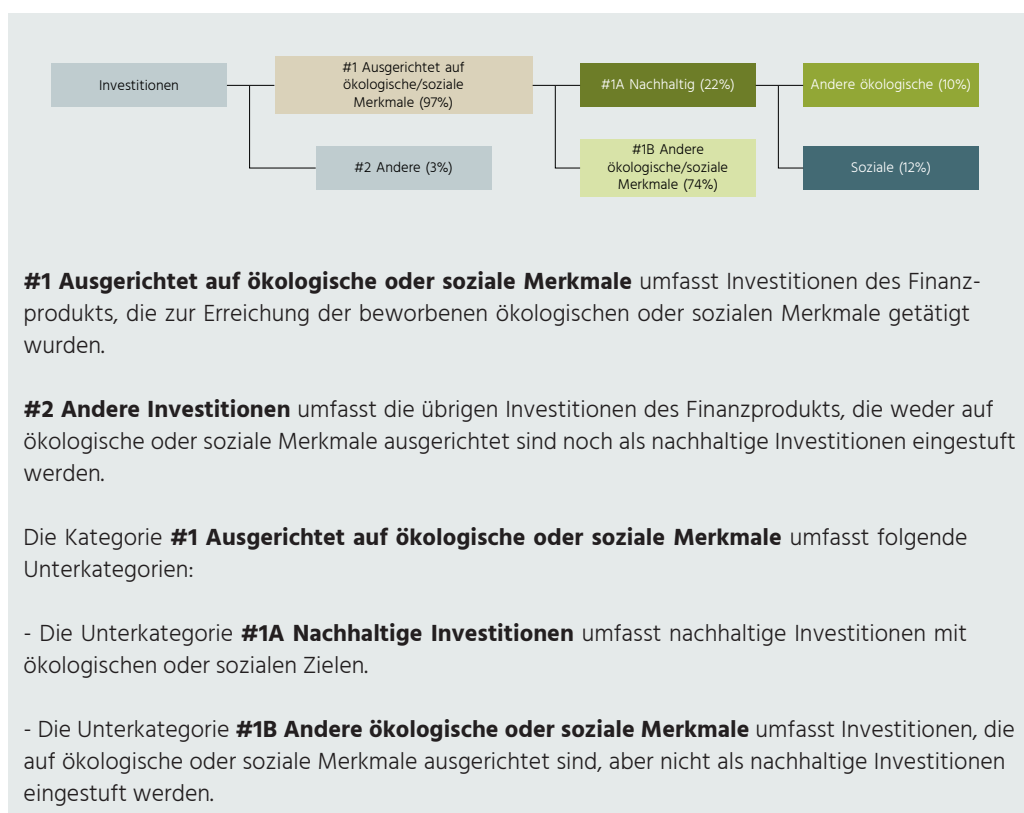 Investitionen
#1 Ausgerichtet auf
ökologische/soziale
Merkmale (97%)
#1A Nachhaltig (22%)
Andere ökologische (10%)
#2 Andere (3%)
#1B Andere
ökologische/soziale
Merkmale (74%)
Soziale (12%)
#1 Ausgerichtet auf ökologische oder soziale Merkmale umfasst Investitionen des Finanz-
produkts, die zur Erreichung der beworbenen ökologischen oder sozialen Merkmale getätigt
wurden.
#2 Andere Investitionen umfasst die übrigen Investitionen des Finanzprodukts, die weder auf
ökologische oder soziale Merkmale ausgerichtet sind noch als nachhaltige Investitionen eingestuft
werden.
Die Kategorie #1 Ausgerichtet auf ökologische oder soziale Merkmale umfasst folgende
Unterkategorien:
- Die Unterkategorie #1A Nachhaltige Investitionen umfasst nachhaltige Investitionen mit
ökologischen oder sozialen Zielen.
- Die Unterkategorie #1B Andere ökologische oder soziale Merkmale umfasst Investitionen, die
auf ökologische oder soziale Merkmale ausgerichtet sind, aber nicht als nachhaltige Investitionen
eingestuft werden.